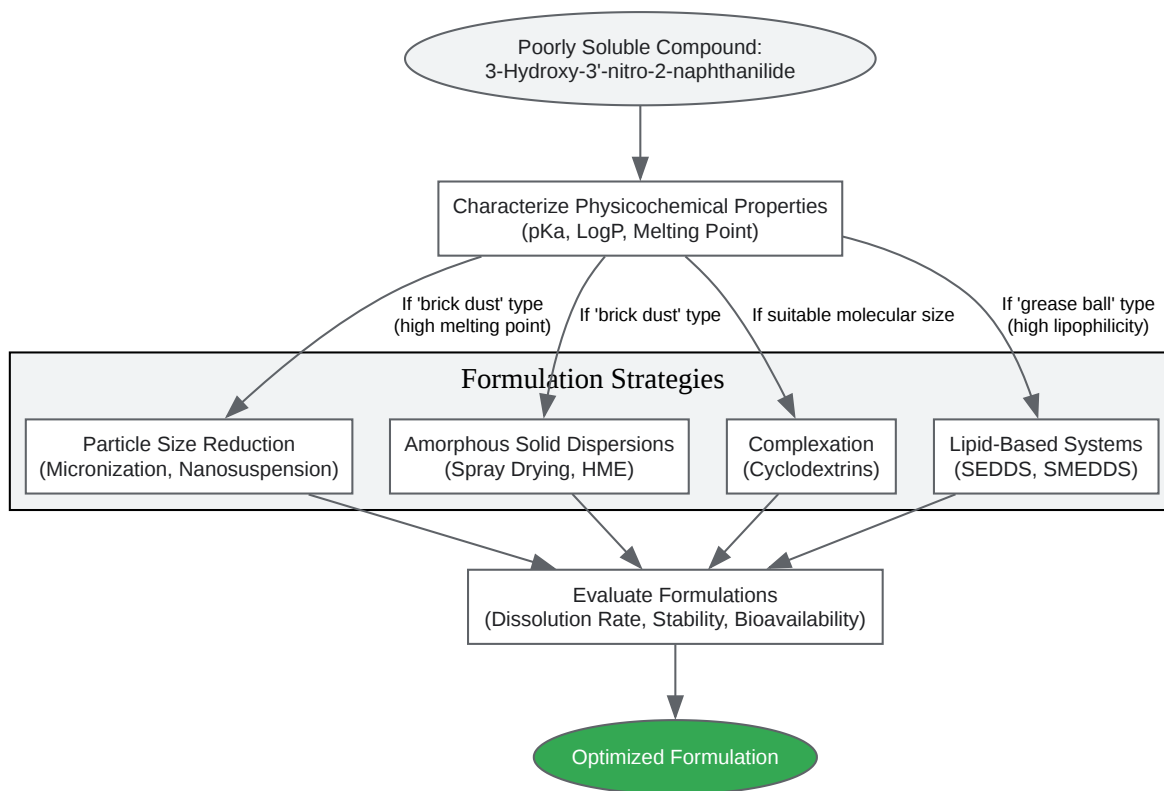 Poorly Soluble Compound:
3-Hydroxy-3'-nitro-2-naphthanilide
Characterize Physicochemical Properties
(pKa, LogP, Melting Point)
If 'brick dust' type
(high melting point)
If 'brick dust' type
If suitable molecular size
If 'grease ball' type
(high lipophilicity)
Formulation Strategies
Particle Size Reduction
(Micronization, Nanosuspension)
Amorphous Solid Dispersions
(Spray Drying, HME)
Complexation
(Cyclodextrins)
Lipid-Based Systems
(SEDDS, SMEDDS)
Evaluate Formulations
(Dissolution Rate, Stability, Bioavailability)
Optimized Formulation